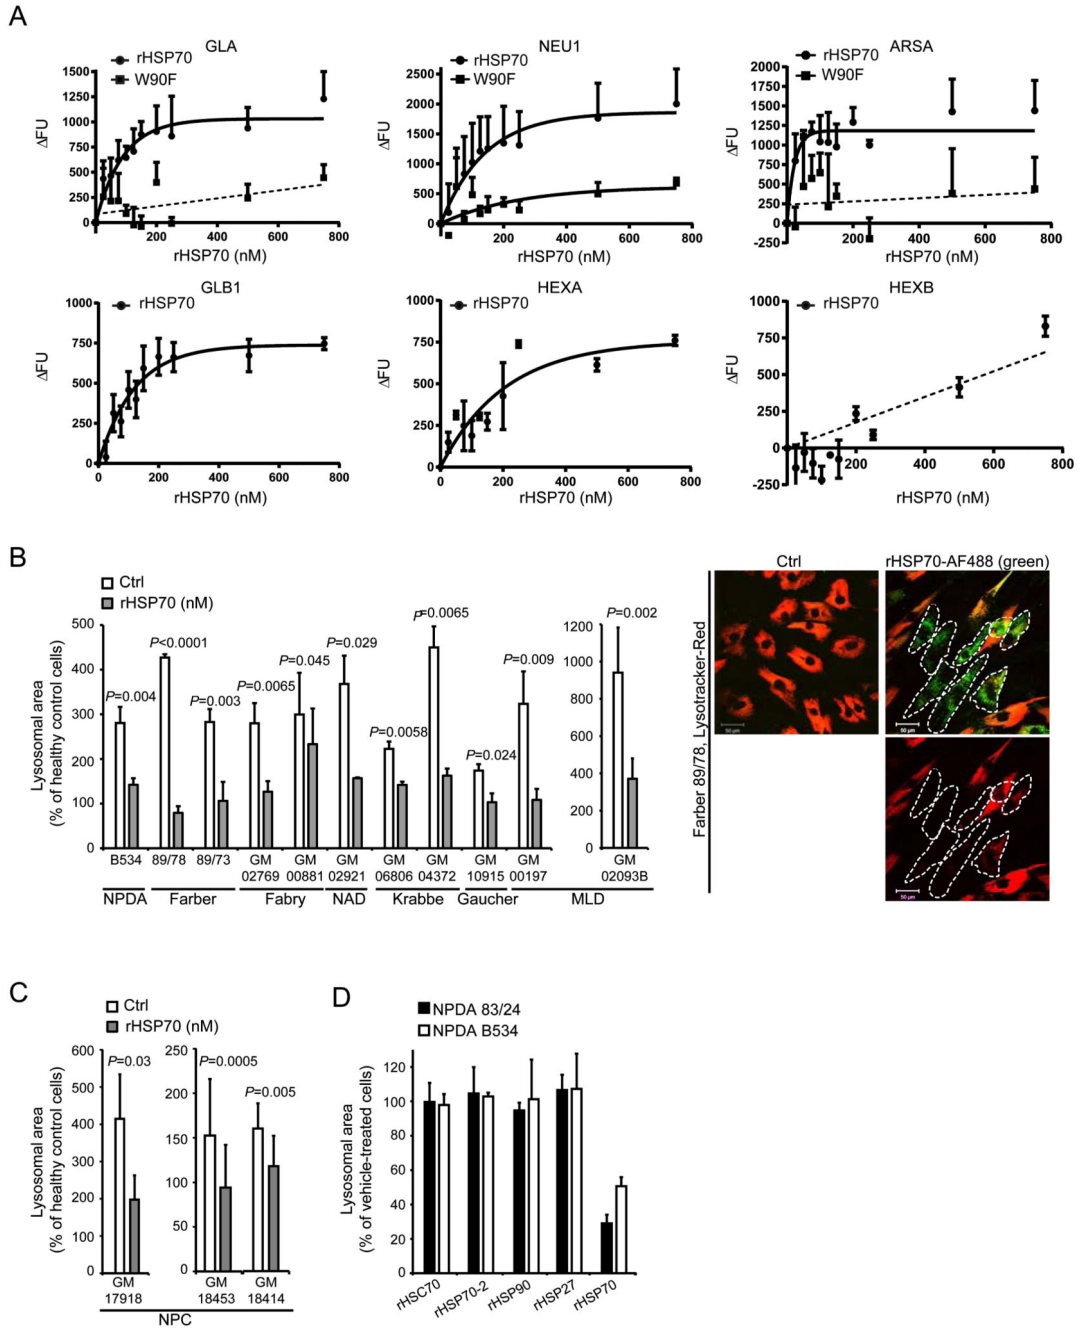 A
GLA
rHSP70
W90F
1500
1250
1000
750
500
250
0
ΔFU
200 400 600 800
rHSP70 (nM)
NEU1
rHSP70
W90F
2500
2000
1500
1000
500
0
ΔFU
0 200 400 600 800
rHSP70 (nM)
ARSA
rHSP70
W90F
2000
1750
1500
1250
1000
750
500
250
0
-250
ΔFU
200 400 600 800
rHSP70 (nM)
GLB1
rHSP70
1000
750
500
250
0
ΔFU
0 200 400 600 800
rHSP70 (nM)
HEXA
rHSP70
1000
750
500
250
0
ΔFU
0 200 400 600 800
rHSP70 (nM)
HEXB
rHSP70
1000
750
500
250
0
-250
ΔFU
200 400 600 800
rHSP70 (nM)
B
Ctrl
rHSP70 (nM)
Lysosomal area
(% of healthy control cells)
500
400
300
200
100
0
P=0.004
P<0.0001
P=0.003
P=0.0065
P=0.045
P=0.029
P=0.0058
P=0.0065
P=0.024
P=0.009
B534 89/78 89/73 GM GM GM GM GM GM GM
02769 00881 02921 06806 04372 10915 00197
P=0.002
1200
1000
800
600
400
200
0
GM
02093B
NPDA Farber Fabry NAD Krabbe Gaucher MLD
Farber 89/78, Lysotracker-Red
Ctrl
rHSP70-AF488 (green)
50 µm
50 µm
50 µm
C
Ctrl
rHSP70 (nM)
Lysosomal area
(% of healthy control cells)
600
500
400
300
200
100
0
P=0.03
GM
17918
250
200
150
100
50
0
P=0.0005
P=0.005
GM GM
18453 18414
NPC
D
NPDA 83/24
NPDA B534
Lysosomal area
(% of vehicle-treated cells)
120
100
80
60
40
20
0
rHSC70
rHSP70-2
rHSP90
rHSP27
rHSP70